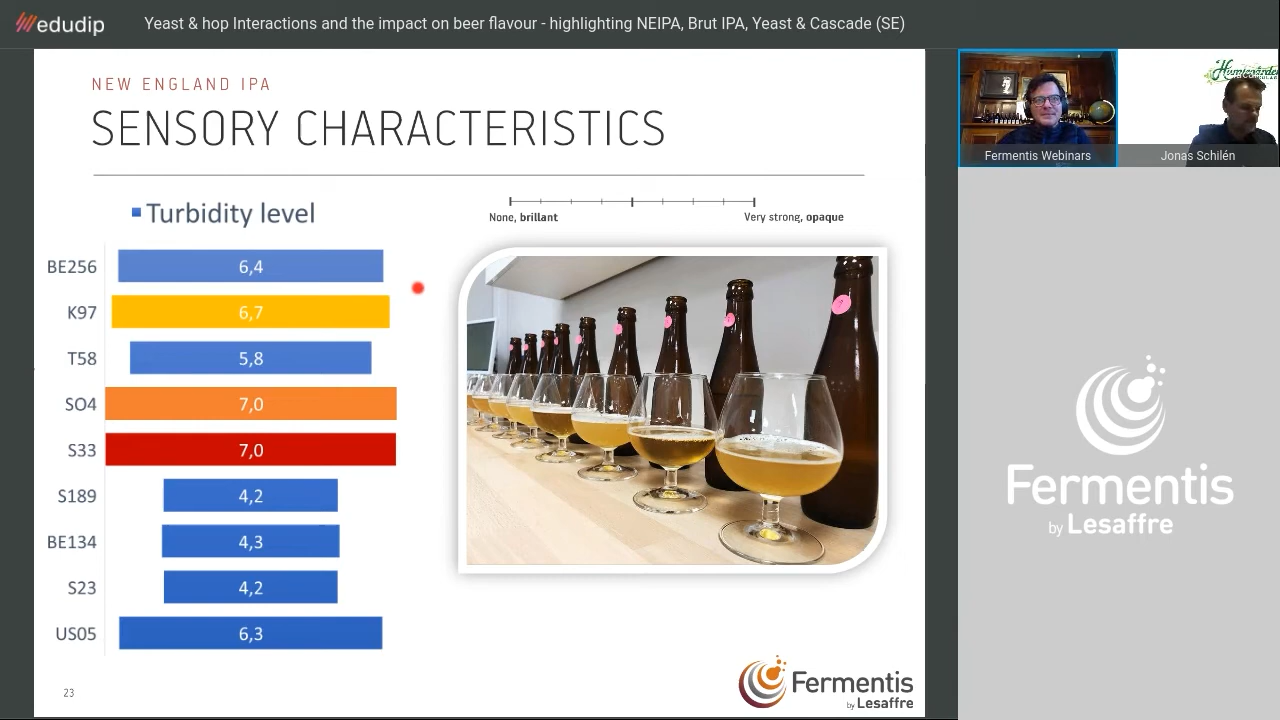 edudip
Yeast & hop Interactions and the impact on beer flavour - highlighting NEIPA, Brut IPA, Yeast & Cascade (SE)
NEW ENGLAND IPA
SENSORY CHARACTERISTICS
Turbidity level
None, brillant
Very strong, opaque
BE256 6,4
K97 6,7
T58 5,8
SO4 7,0
S33 7,0
S189 4,2
BE134 4,3
S23 4,2
US05 6,3
23
Fermentis
by Lesaffre
Fermentis Webinars
Jonas Schilén
Fermentis
by Lesaffre